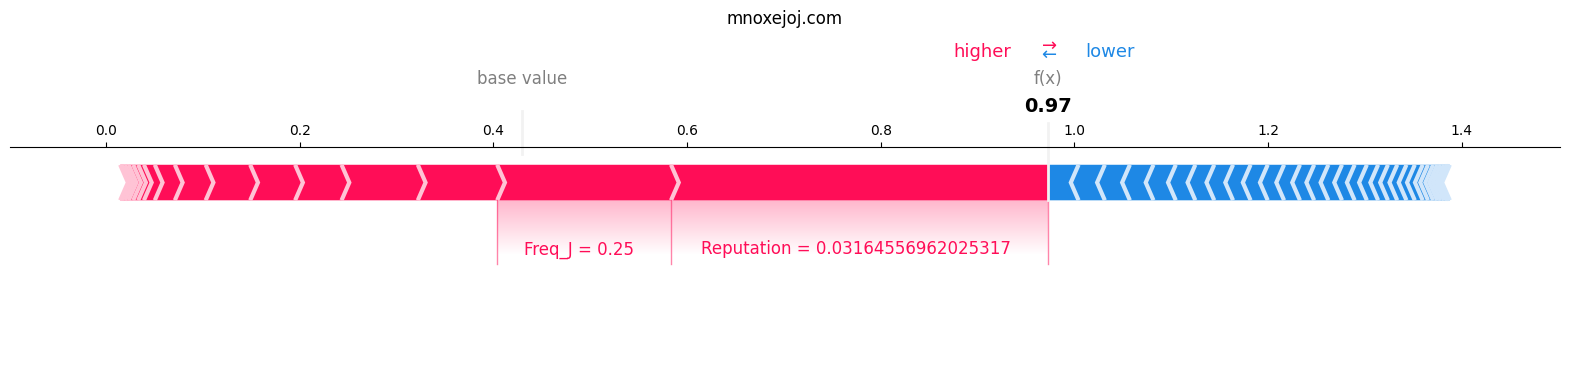 mnoxejoj.com
higher → ← lower
base value f(x)
0.97
0.0 0.2 0.4 0.6 0.8 1.0 1.2 1.4
Freq_J = 0.25 Reputation = 0.03164556962025317